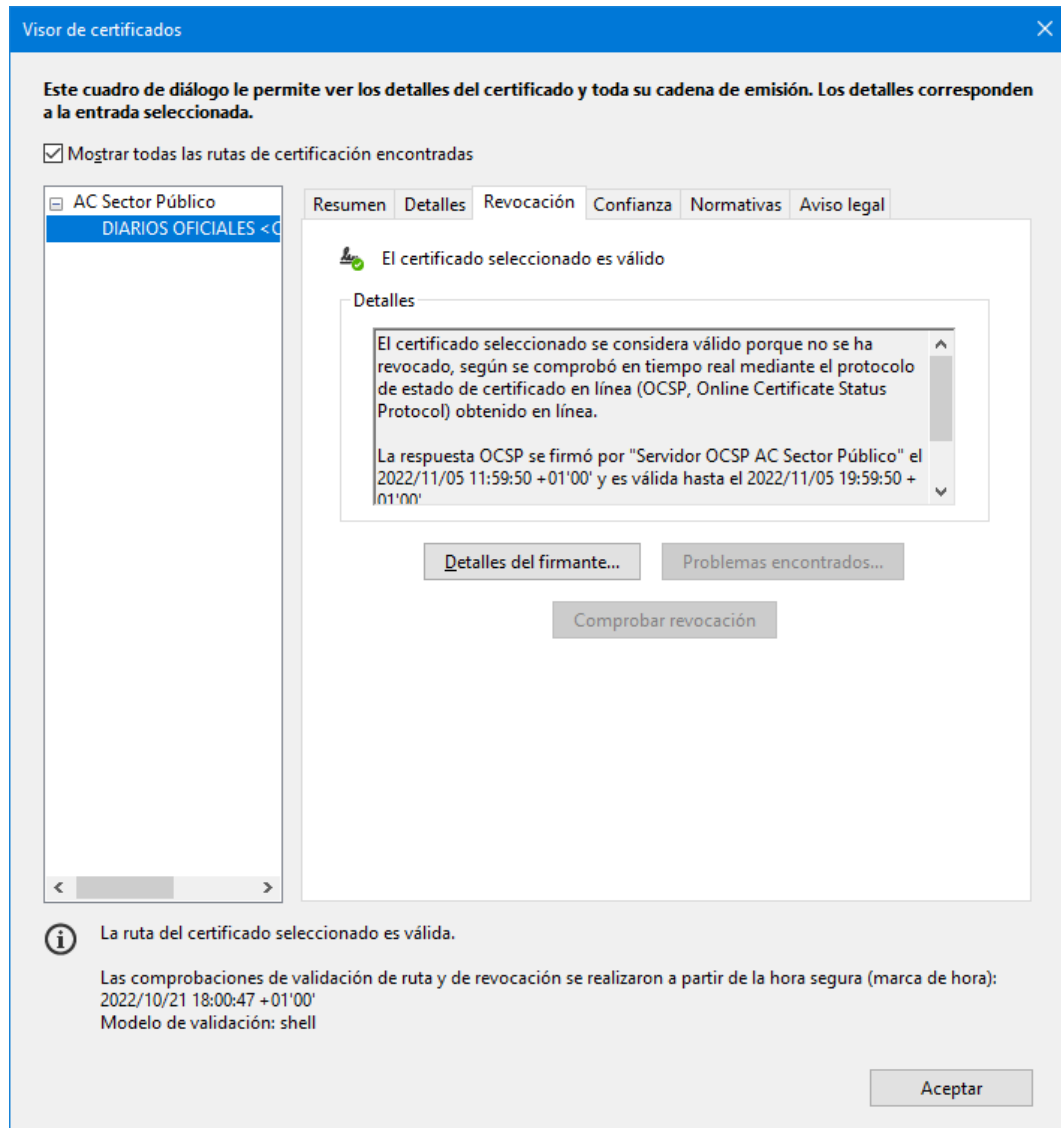 Visor de certificados
Este cuadro de diálogo le permite ver los detalles del certificado y toda su cadena de emisión. Los detalles corresponden
a la entrada seleccionada.
Mostrar todas las rutas de certificación encontradas
AC Sector Público
DIARIOS OFICIALES <C
Resumen Detalles Revocación Confianza Normativas Aviso legal
El certificado seleccionado es válido
Detalles
El certificado seleccionado se considera válido porque no se ha
revocado, según se comprobó en tiempo real mediante el protocolo
de estado de certificado en línea (OCSP, Online Certificate Status
Protocol) obtenido en línea.
La respuesta OCSP se firmó por "Servidor OCSP AC Sector Público" el
2022/11/05 11:59:50 +01'00' y es válida hasta el 2022/11/05 19:59:50 +
01'00'
Detalles del firmante... Problemas encontrados...
Comprobar revocación
La ruta del certificado seleccionado es válida.
Las comprobaciones de validación de ruta y de revocación se realizaron a partir de la hora segura (marca de hora):
2022/10/21 18:00:47 +01'00'
Modelo de validación: shell
Aceptar